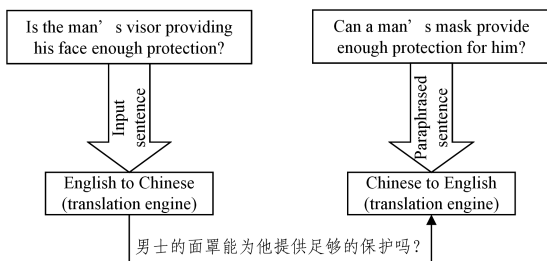 Is the man’s visor providing
his face enough protection?
Can a man’s mask provide
enough protection for him?
Input
sentence
Paraphrased
sentence
English to Chinese
(translation engine)
Chinese to English
(translation engine)
男士的面罩能为他提供足够的保护吗?